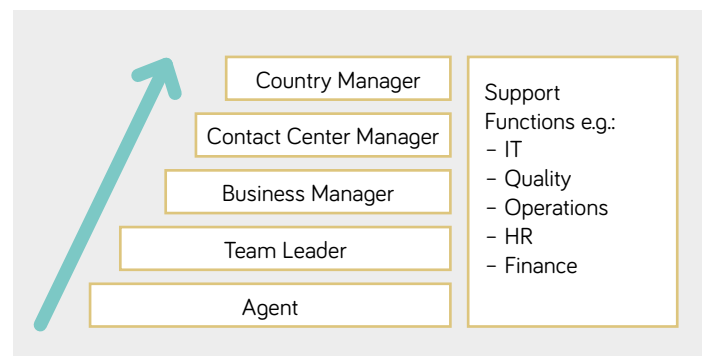 Country Manager
Contact Center Manager
Business Manager
Team Leader
Agent
Support
Functions e.g.:
– IT
– Quality
– Operations
– HR
– Finance